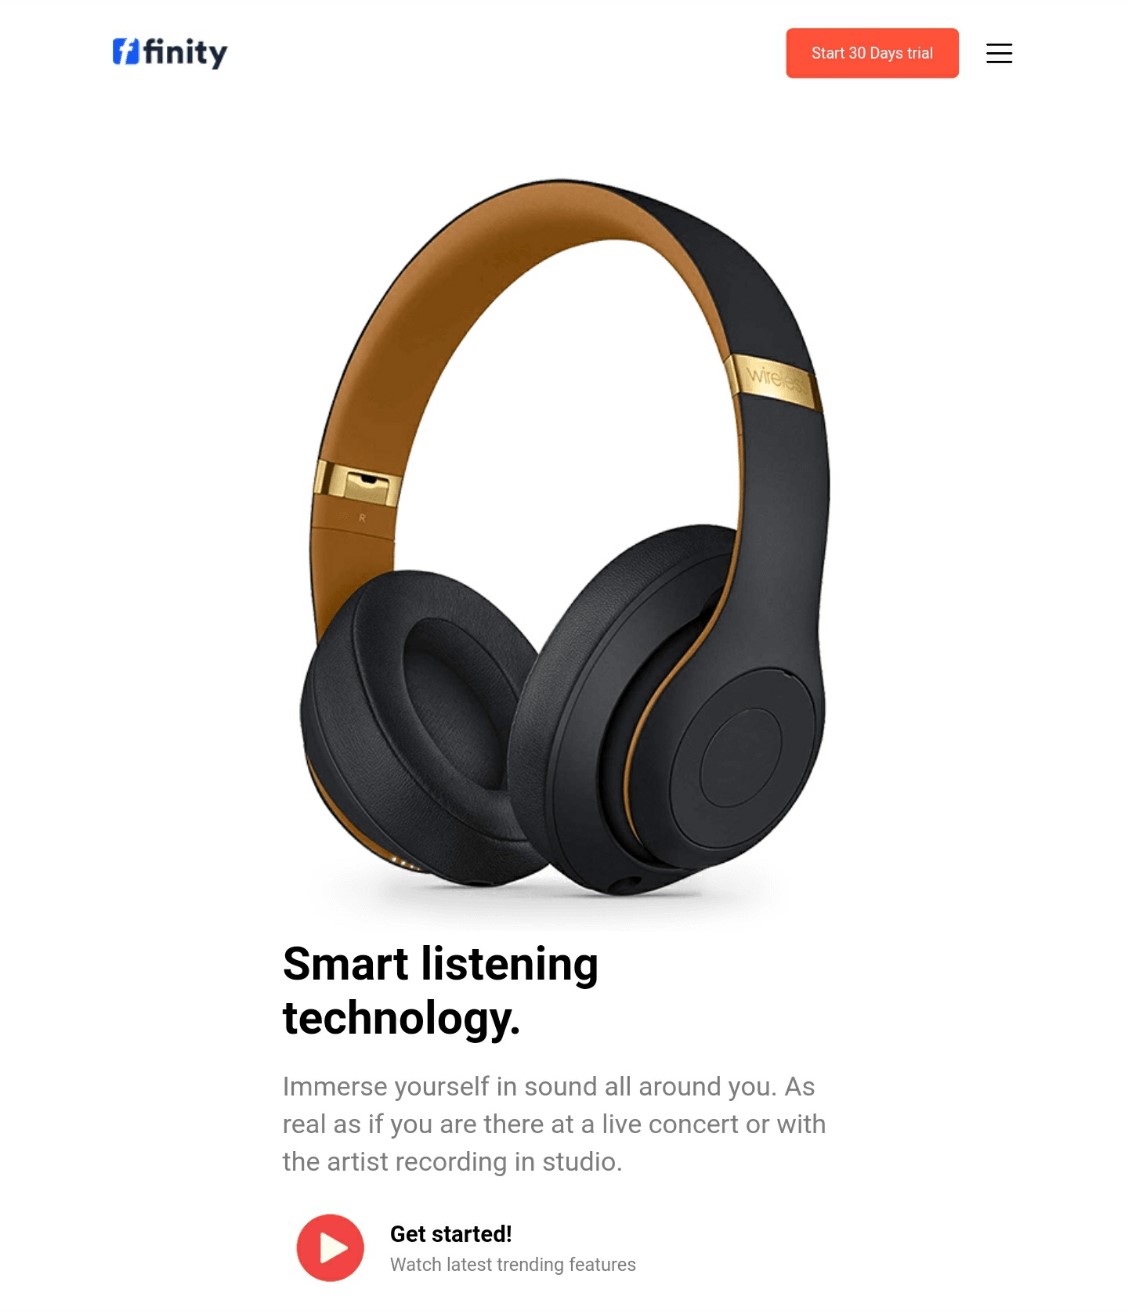 finity
Start 30 Days trial
wireless
R
Smart listening
technology.
Immerse yourself in sound all around you. As
real as if you are there at a live concert or with
the artist recording in studio.
Get started!
Watch latest trending features